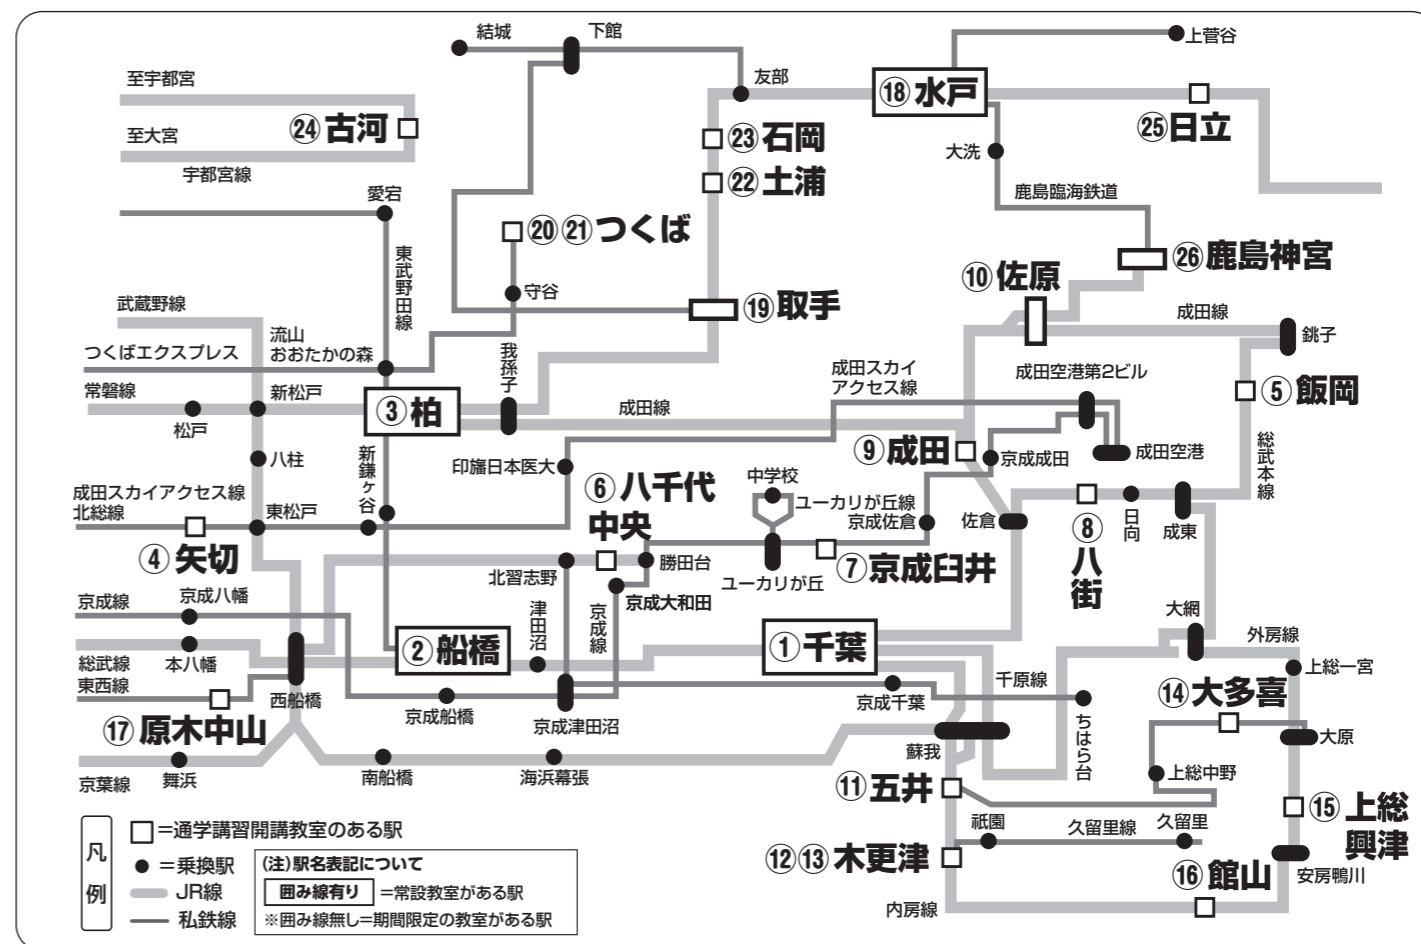 結城
下館
上菅谷
至宇都宮
友部
⑱水戸
㉔古河
至大宮
㉓石岡
㉕日立
大洗
宇都宮線
㉒土浦
愛宕
鹿島臨海鉄道
⑳㉑つくば
東武野田線
⑩佐原
㉖鹿島神宮
守谷
武蔵野線
⑲取手
成田線
流山
おおたかの森
銚子
つくばエクスプレス
我孫子
成田スカイ
アクセス線
成田空港第2ビル
常磐線
新松戸
③柏
⑤飯岡
松戸
成田線
総武本線
八柱
新鎌ヶ谷
印旛日本医大
⑨成田
京成成田
成田空港
⑥八千代
中央
中学校
ユーカリが丘線
成田スカイアクセス線
北総線
東松戸
京成佐倉
佐倉
⑧八街
日向
成東
④矢切
北習志野
勝田台
ユーカリが丘
⑦京成臼井
京成大和田
京成線
京成八幡
津田沼
京成線
大網
外房線
②船橋
①千葉
総武線
本八幡
上総一宮
東西線
西船橋
千原線
⑭大多喜
京成船橋
京成津田沼
京成千葉
ちはら台
⑰原木中山
蘇我
大原
京葉線
舞浜
南船橋
海浜幕張
上総中野
⑪五井
⑮上総
興津
祇園
久留里線
久留里
⑫⑬木更津
⑯館山
安房鴨川
内房線
凡例
□=通学講習開講教室のある駅
●=乗換駅
JR線
私鉄線
(注)駅名表記について
囲み線有り=常設教室がある駅
※囲み線無し=期間限定の教室がある駅